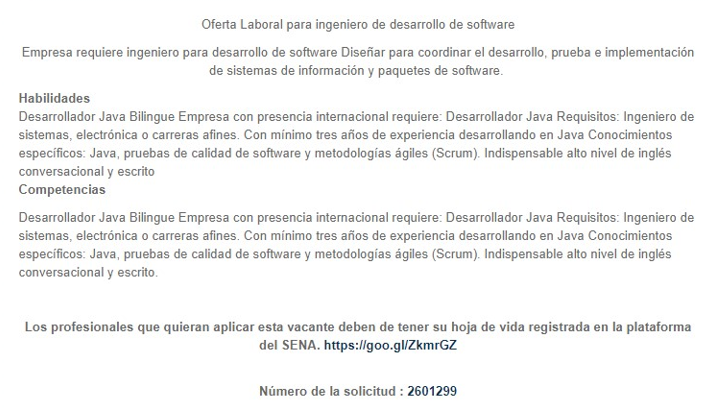 Oferta Laboral para ingeniero de desarrollo de software
Empresa requiere ingeniero para desarrollo de software Diseñar para coordinar el desarrollo, prueba e implementación
de sistemas de información y paquetes de software.
Habilidades
Desarrollador Java Bilingue Empresa con presencia internacional requiere: Desarrollador Java Requisitos: Ingeniero de
sistemas, electrónica o carreras afines. Con mínimo tres años de experiencia desarrollando en Java Conocimientos
específicos: Java, pruebas de calidad de software y metodologías ágiles (Scrum). Indispensable alto nivel de inglés
conversacional y escrito
Competencias
Desarrollador Java Bilingue Empresa con presencia internacional requiere: Desarrollador Java Requisitos: Ingeniero de
sistemas, electrónica o carreras afines. Con mínimo tres años de experiencia desarrollando en Java Conocimientos
específicos: Java, pruebas de calidad de software y metodologías ágiles (Scrum). Indispensable alto nivel de inglés
conversacional y escrito.
Los profesionales que quieran aplicar esta vacante deben de tener su hoja de vida registrada en la plataforma
del SENA. https://goo.gl/ZkmrGZ
Número de la solicitud : 2601299